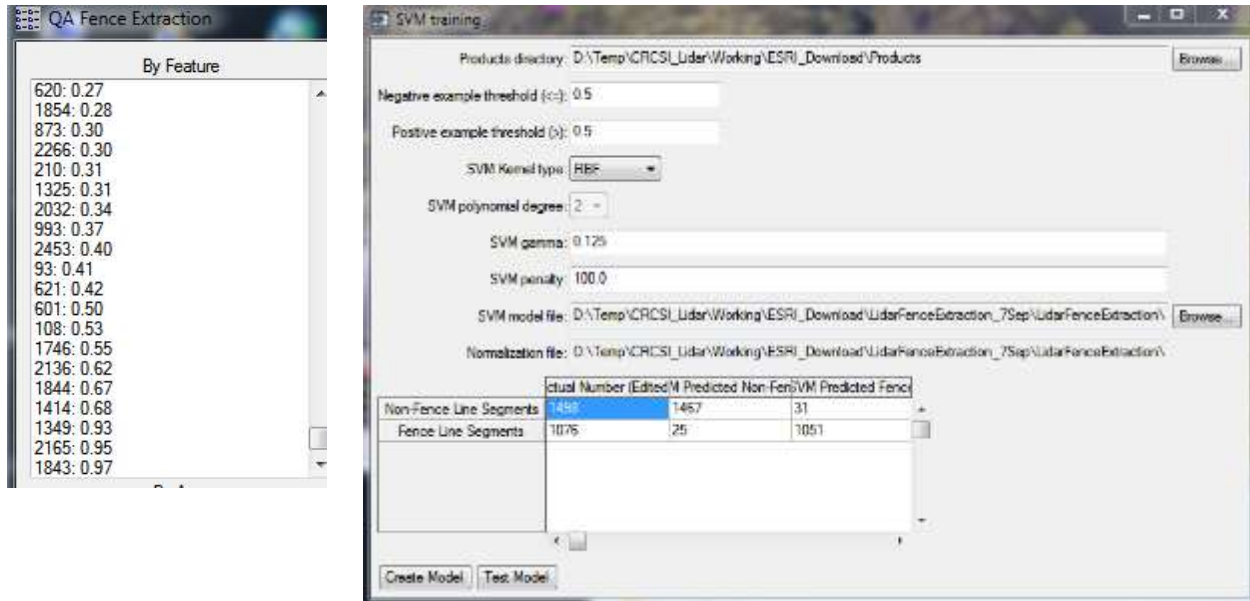 QA Fence Extraction
By Feature
620: 0.27
1854: 0.28
873: 0.30
2266: 0.30
210: 0.31
1325: 0.31
2032: 0.34
993: 0.37
2453: 0.40
93: 0.41
621: 0.42
601: 0.50
108: 0.53
1746: 0.55
2136: 0.62
1844: 0.67
1414: 0.68
1349: 0.93
2165: 0.95
1843: 0.97
SVM training
Products directory: D:\Temp\CRCSI_Lidar\Working\ESRI_Download\Products Browse...
Negative example threshold (<=): 0.5
Positive example threshold (>): 0.5
SVM Kernel type: RBF
SVM polynomial degree: 2
SVM gamma: 0.125
SVM penalty: 100.0
SVM model file: D:\Temp\CRCSI_Lidar\Working\ESRI_Download\LidarFenceExtraction_7Sep\LidarFenceExtraction\ Browse...
Normalization file: D:\Temp\CRCSI_Lidar\Working\ESRI_Download\LidarFenceExtraction_7Sep\LidarFenceExtraction\
ctual Number (Edited M Predicted Non-Fen SVM Predicted Fence
Non-Fence Line Segments 1498 1467 31
Fence Line Segments 1076 25 1051
Create Model Test Model